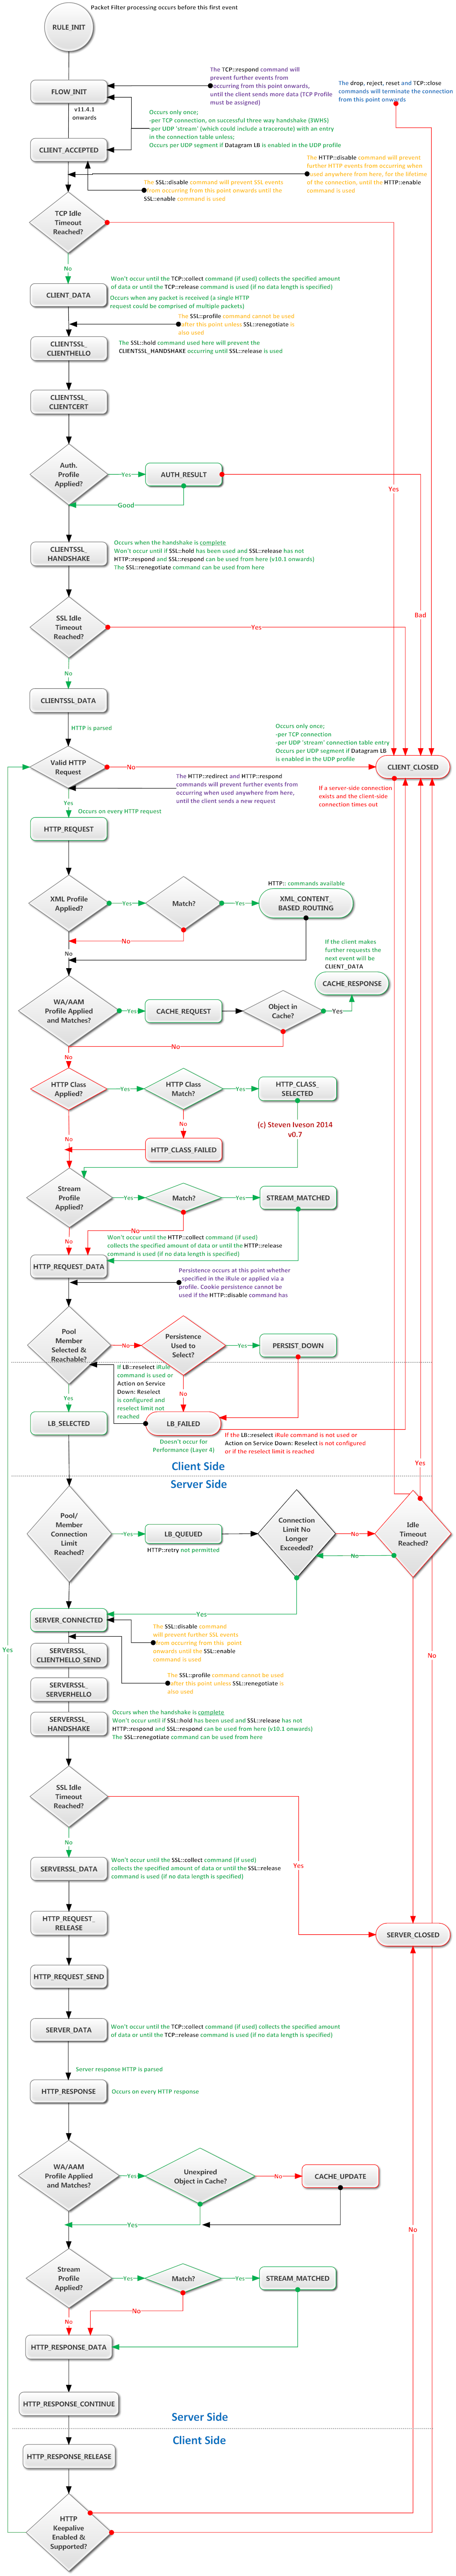 Packet Filter processing occurs before this first event
RULE_INIT
The TCP::respond command will
prevent further events from
occurring from this point onwards,
until the client sends more data (TCP Profile
must be assigned)
The drop, reject, reset and TCP::close
commands will terminate the connection
from this point onwards
FLOW_INIT
v11.4.1
onwards
Occurs only once;
-per TCP connection, on successful three way handshake (3WHS)
-per UDP 'stream' (which could include a traceroute) with an entry
in the connection table unless;
Occurs per UDP segment if Datagram LB is enabled in the UDP profile
CLIENT_ACCEPTED
The HTTP::disable command will prevent
further HTTP events from occurring when
used anywhere from here, for the lifetime
of the connection, until the HTTP::enable
command is used
The SSL::disable command will prevent SSL events
from occurring from this point onwards until the
SSL::enable command is used
TCP Idle
Timeout
Reached?
No
Won't occur until the TCP::collect command (if used) collects the specified amount
of data or until the TCP::release command is used (if no data length is specified)
CLIENT_DATA
Occurs when any packet is received (a single HTTP
request could be comprised of multiple packets)
The SSL::profile command cannot be used
after this point unless SSL::renegotiate is
also used
CLIENTSSL_
CLIENTHELLO
The SSL::hold command used here will prevent the
CLIENTSSL_HANDSHAKE occurring until SSL::release is used
CLIENTSSL_
CLIENTCERT
Auth.
Profile
Applied?
Yes
AUTH_RESULT
Yes
Good
CLIENTSSL_
HANDSHAKE
Occurs when the handshake is complete
Won't occur until if SSL::hold has been used and SSL::release has not
HTTP::respond and SSL::respond can be used from here (v10.1 onwards)
The SSL::renegotiate command can be used from here
Bad
SSL Idle
Timeout
Reached?
Yes
No
CLIENTSSL_DATA
HTTP is parsed
Occurs only once;
-per TCP connection
-per UDP 'stream' connection table entry
Occurs per UDP segment if Datagram LB
is enabled in the UDP profile
Valid HTTP
Request
No
CLIENT_CLOSED
The HTTP::redirect and HTTP::respond
commands will prevent further events from
occurring when used anywhere from here,
until the client sends a new request
If a server-side connection
exists and the client-side
connection times out
Yes
Occurs on every HTTP request
HTTP_REQUEST
HTTP:: commands available
XML Profile
Applied?
Yes
Match?
Yes
XML_CONTENT_
BASED_ROUTING
No
No
If the client makes
further requests the
next event will be
CLIENT_DATA
CACHE_RESPONSE
WA/AAM
Profile Applied
and Matches?
Yes
CACHE_REQUEST
Object in
Cache?
Yes
No
No
HTTP Class
Applied?
Yes
HTTP Class
Match?
Yes
HTTP_CLASS_
SELECTED
No
(c) Steven Iveson 2014
v0.7
No
HTTP_CLASS_FAILED
Stream
Profile
Applied?
Yes
Match?
Yes
STREAM_MATCHED
No
No
Won't occur until the HTTP::collect command (if used)
collects the specified amount of data or until the HTTP::release
command is used (if no data length is specified)
HTTP_REQUEST_DATA
Persistence occurs at this point whether
specified in the iRule or applied via a
profile. Cookie persistence cannot be
used if the HTTP::disable command has
Pool
Member
Selected &
Reachable?
No
Persistence
Used to
Select?
Yes
PERSIST_DOWN
If LB::reselect iRule
command is used or
Action on Service
Down: Reselect
is configured and
reselect limit not
reached
Yes
No
LB_SELECTED
LB_FAILED
Doesn't occur for
Performance (Layer 4)
If the LB::reselect iRule command is not used or
Action on Service Down: Reselect is not configured
or if the reselect limit is reached
Client Side
Yes
Server Side
Pool/
Member
Connection
Limit
Reached?
Yes
LB_QUEUED
HTTP::retry not permitted
Connection
Limit No
Longer
Exceeded?
No
Idle
Timeout
Reached?
No
Yes
SERVER_CONNECTED
The SSL::disable command
will prevent further SSL events
from occurring from this point
onwards until the SSL::enable
command is used
SERVERSSL_
CLIENTHELLO_SEND
Yes
No
The SSL::profile command cannot be used
after this point unless SSL::renegotiate is
also used
SERVERSSL_
SERVERHELLO
SERVERSSL_
HANDSHAKE
Occurs when the handshake is complete
Won't occur until if SSL::hold has been used and SSL::release has not
HTTP::respond and SSL::respond can be used from here (v10.1 onwards)
The SSL::renegotiate command can be used from here
SSL Idle
Timeout
Reached?
No
Yes
SERVERSSL_DATA
Won't occur until the SSL::collect command (if used)
collects the specified amount of data or until the SSL::release
command is used (if no data length is specified)
HTTP_REQUEST_
RELEASE
SERVER_CLOSED
HTTP_REQUEST_SEND
SERVER_DATA
Won't occur until the TCP::collect command (if used) collects the specified amount
of data or until the TCP::release command is used (if no data length is specified)
Server response HTTP is parsed
HTTP_RESPONSE
Occurs on every HTTP response
WA/AAM
Profile Applied
and Matches?
Yes
Unexpired
Object in Cache?
No
CACHE_UPDATE
Yes
No
Stream
Profile
Applied?
Yes
Match?
Yes
STREAM_MATCHED
No
No
HTTP_RESPONSE_DATA
HTTP_RESPONSE_CONTINUE
Server Side
Client Side
HTTP_RESPONSE_RELEASE
HTTP
Keepalive
Enabled &
Supported?